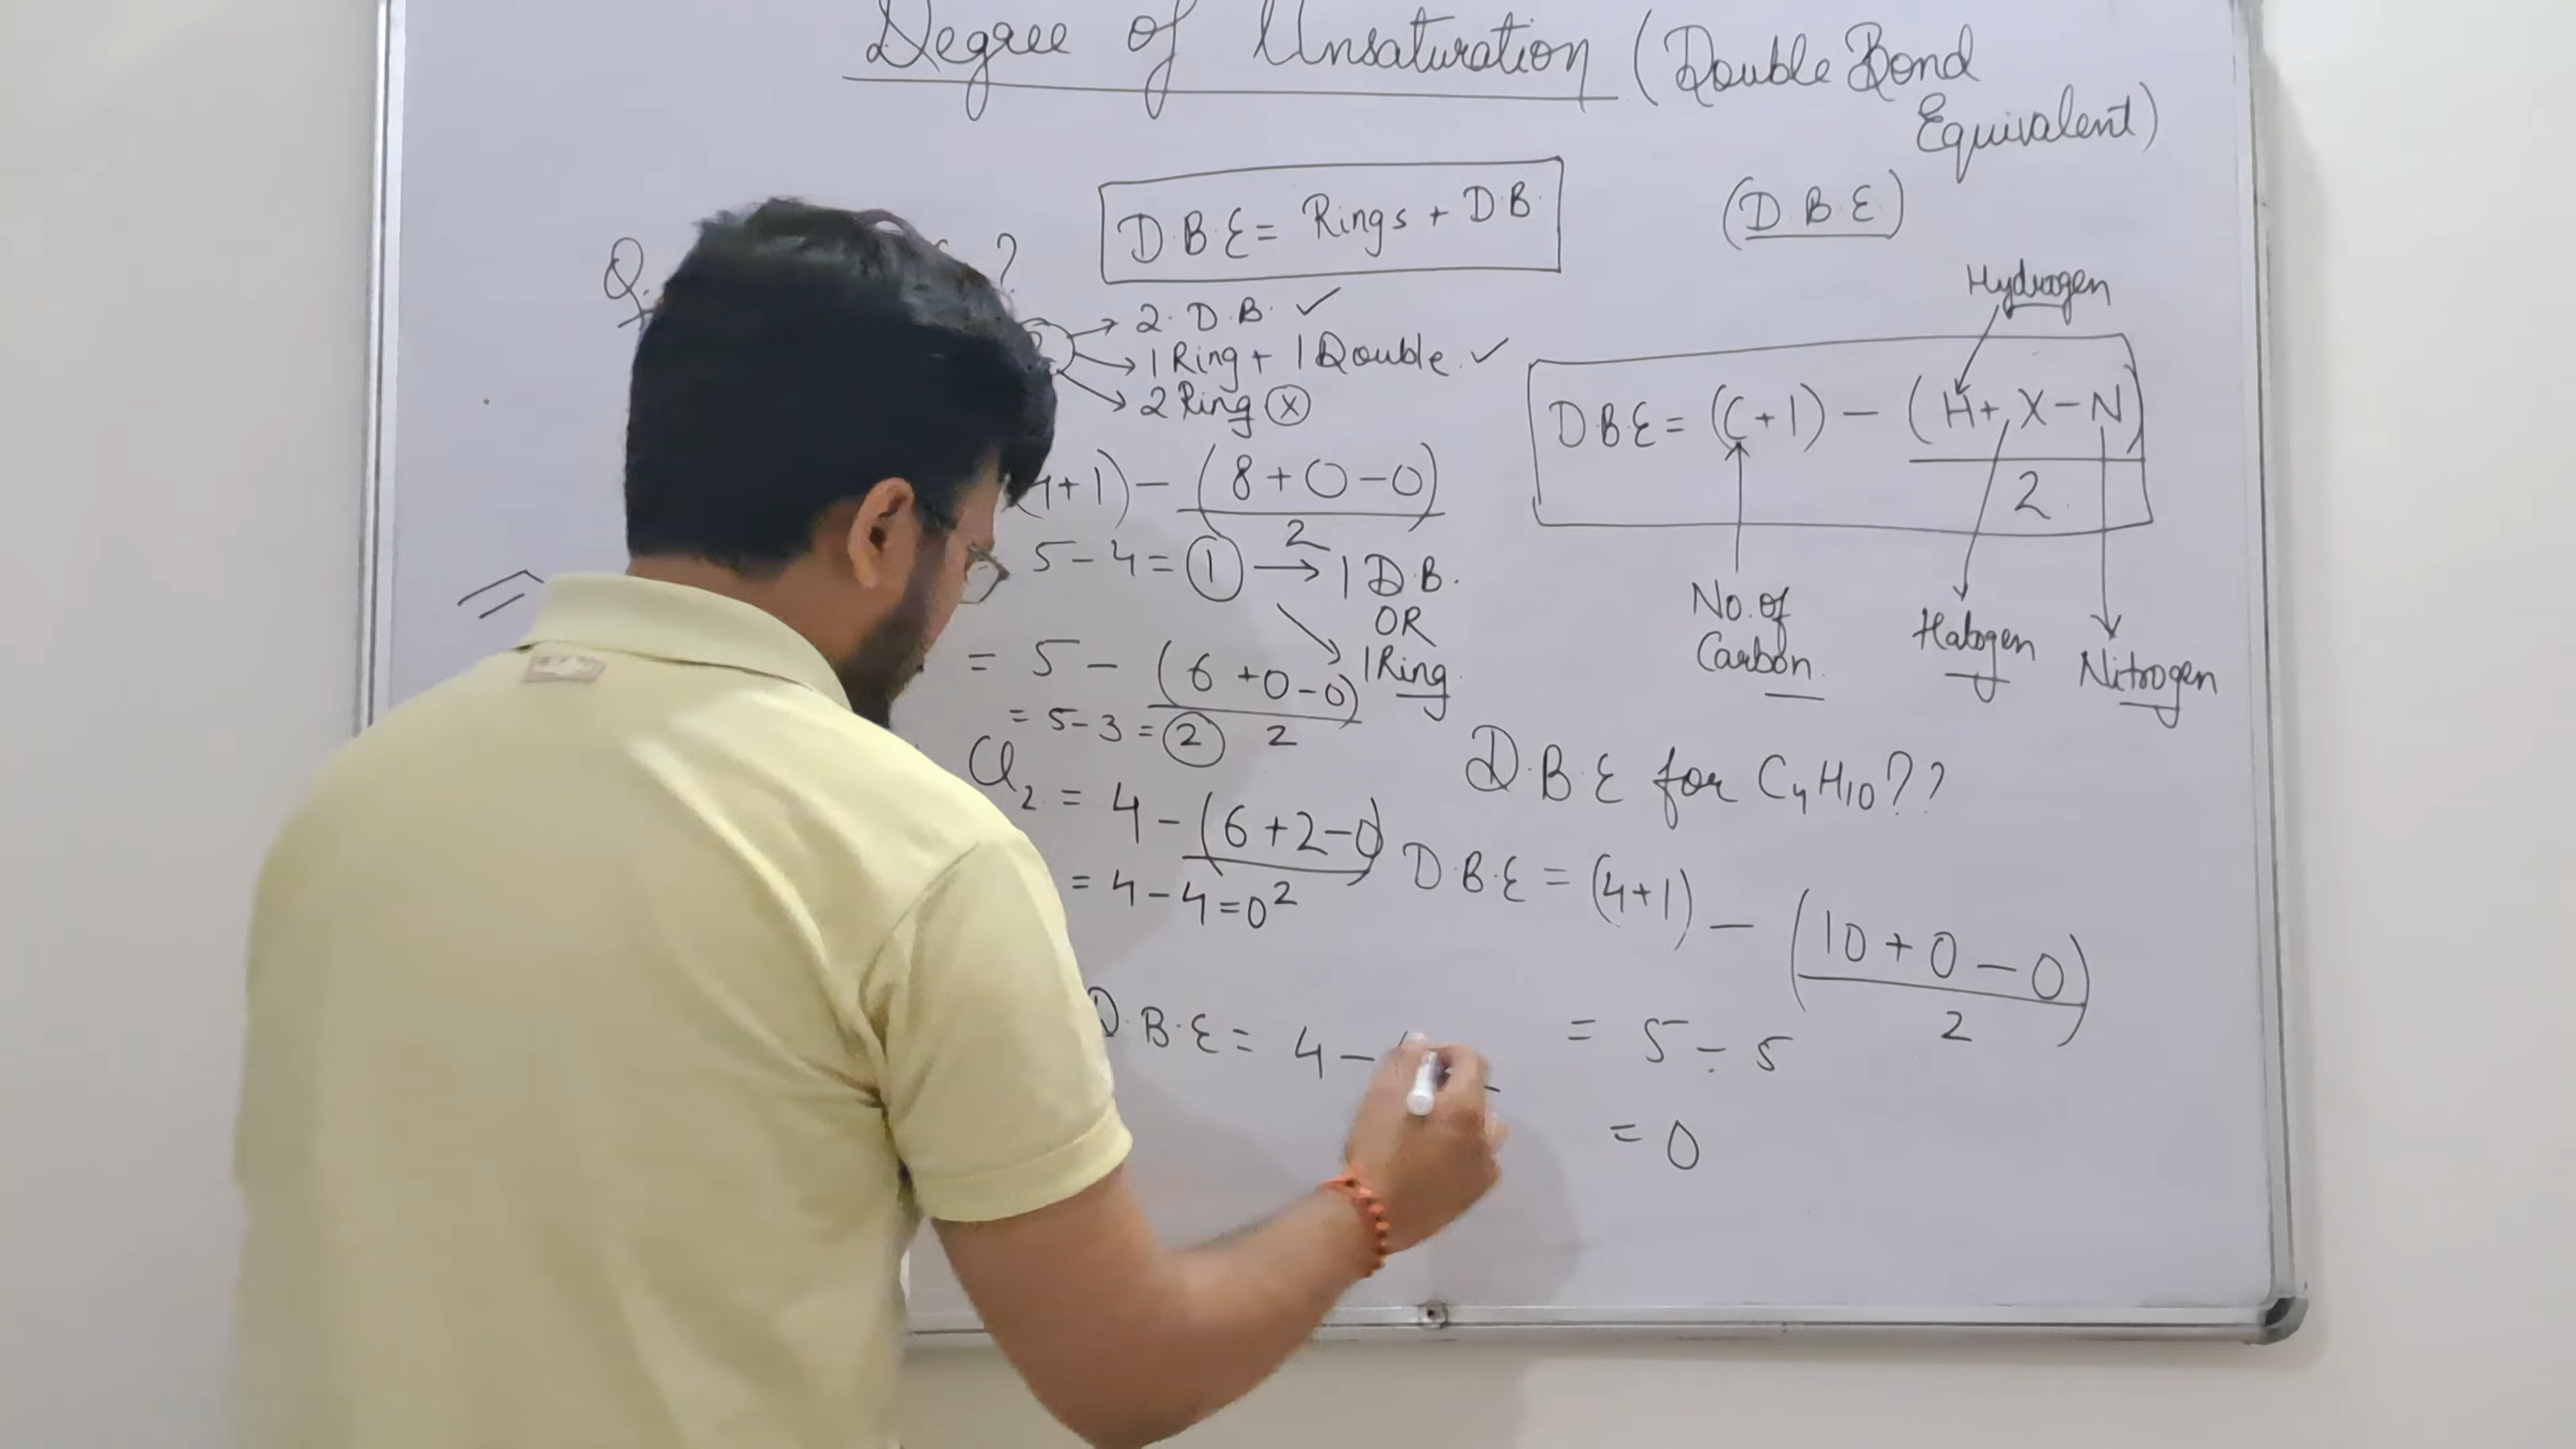 Degree of Unsaturation (Double Bond
Equivalent)
D.B.E = Rings + D.B.
(D.B.E)
Q.
?
2. D.B. ✓
1 Ring + 1 Double. ✓
2 Ring ⓧ
Hydrogen
DBE = (C+1) - (H+X-N)
2
No. of
Carbon.
Halogen
Nitrogen
4+1) - (8+0-0)
2
5-4 = ① → 1 D.B.
OR
1 Ring
= 5 - (6+0-0)
2
= 5-3 = ②
Cl2 = 4 - (6+2-0)
2
= 4-4=0
D.B.E for C4H10??
D.B.E = (4+1) - (10+0-0)
2
= 5 - 5
= 0
D.B.E = 4 -